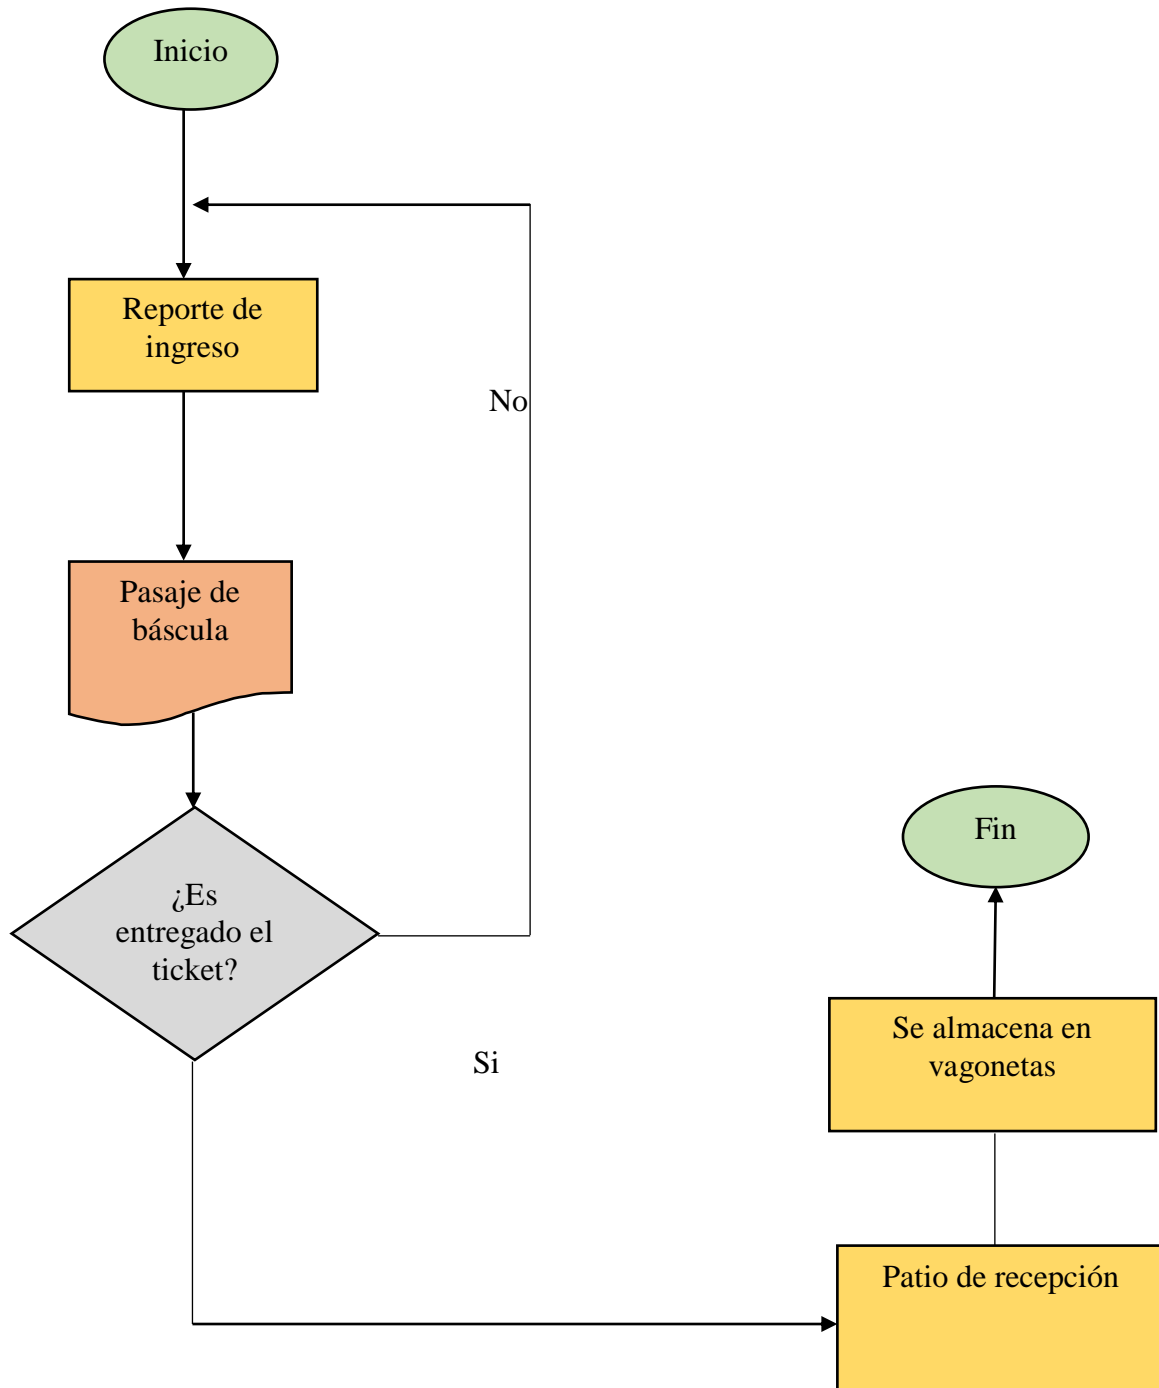 Inicio
Reporte de
ingreso
No
Pasaje de
báscula
¿Es
entregado el
ticket?
Si
Patio de recepción
Se almacena en
vagonetas
Fin